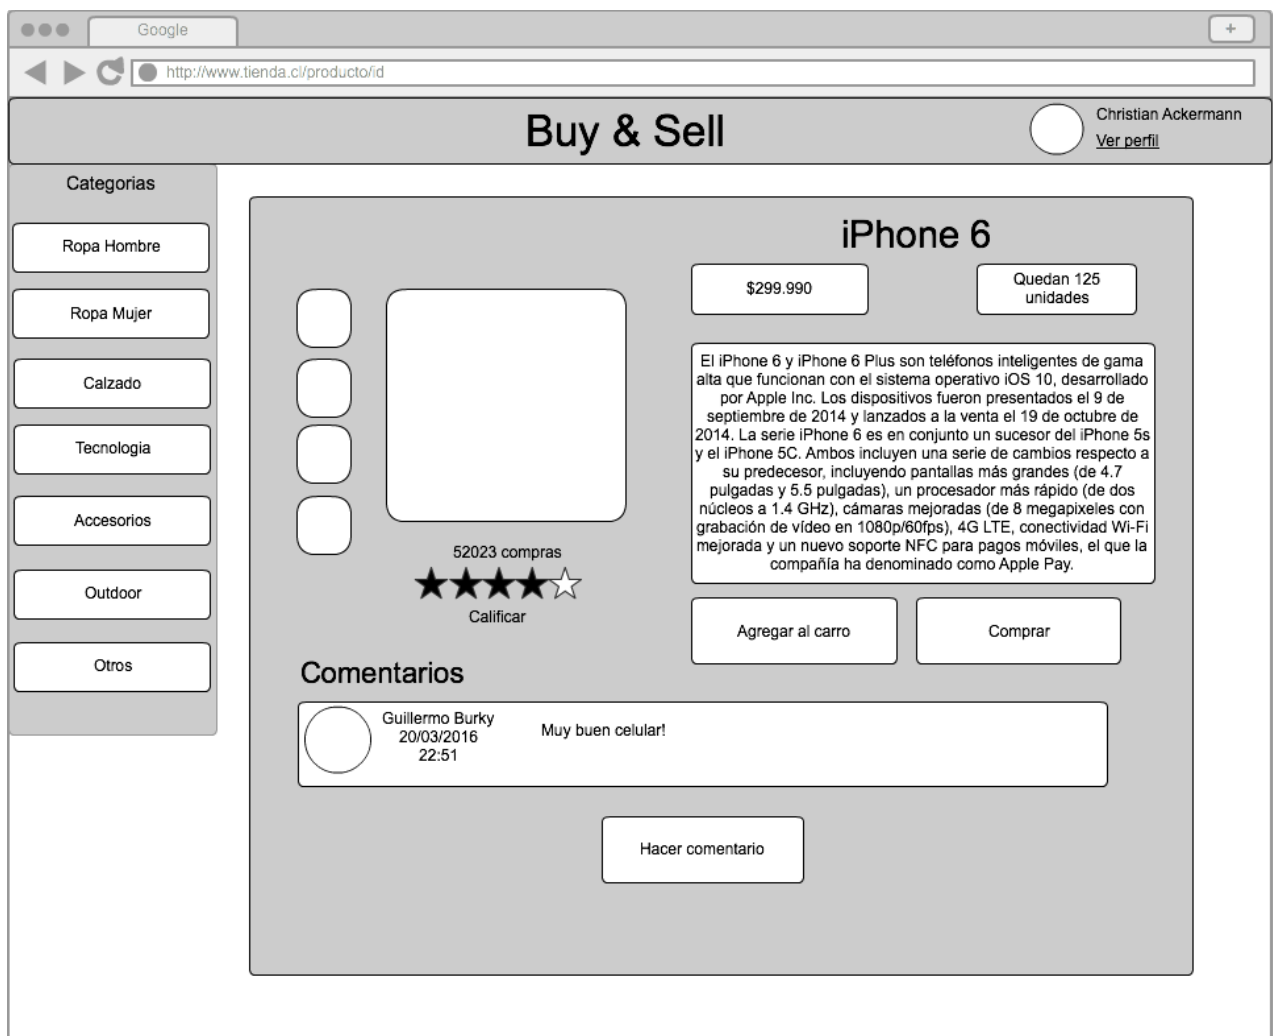 Google
+
http://www.tienda.cl/producto/id
Buy & Sell
Christian Ackermann
Ver perfil
Categorias
Ropa Hombre
Ropa Mujer
Calzado
Tecnologia
Accesorios
Outdoor
Otros
iPhone 6
$299.990
Quedan 125
unidades
El iPhone 6 y iPhone 6 Plus son teléfonos inteligentes de gama
alta que funcionan con el sistema operativo iOS 10, desarrollado
por Apple Inc. Los dispositivos fueron presentados el 9 de
septiembre de 2014 y lanzados a la venta el 19 de octubre de
2014. La serie iPhone 6 es en conjunto un sucesor del iPhone 5s
y el iPhone 5C. Ambos incluyen una serie de cambios respecto a
su predecesor, incluyendo pantallas más grandes (de 4.7
pulgadas y 5.5 pulgadas), un procesador más rápido (de dos
núcleos a 1.4 GHz), cámaras mejoradas (de 8 megapixeles con
grabación de vídeo en 1080p/60fps), 4G LTE, conectividad Wi-Fi
mejorada y un nuevo soporte NFC para pagos móviles, el que la
compañía ha denominado como Apple Pay.
52023 compras
Calificar
Agregar al carro
Comprar
Comentarios
Guillermo Burky
20/03/2016
22:51
Muy buen celular!
Hacer comentario